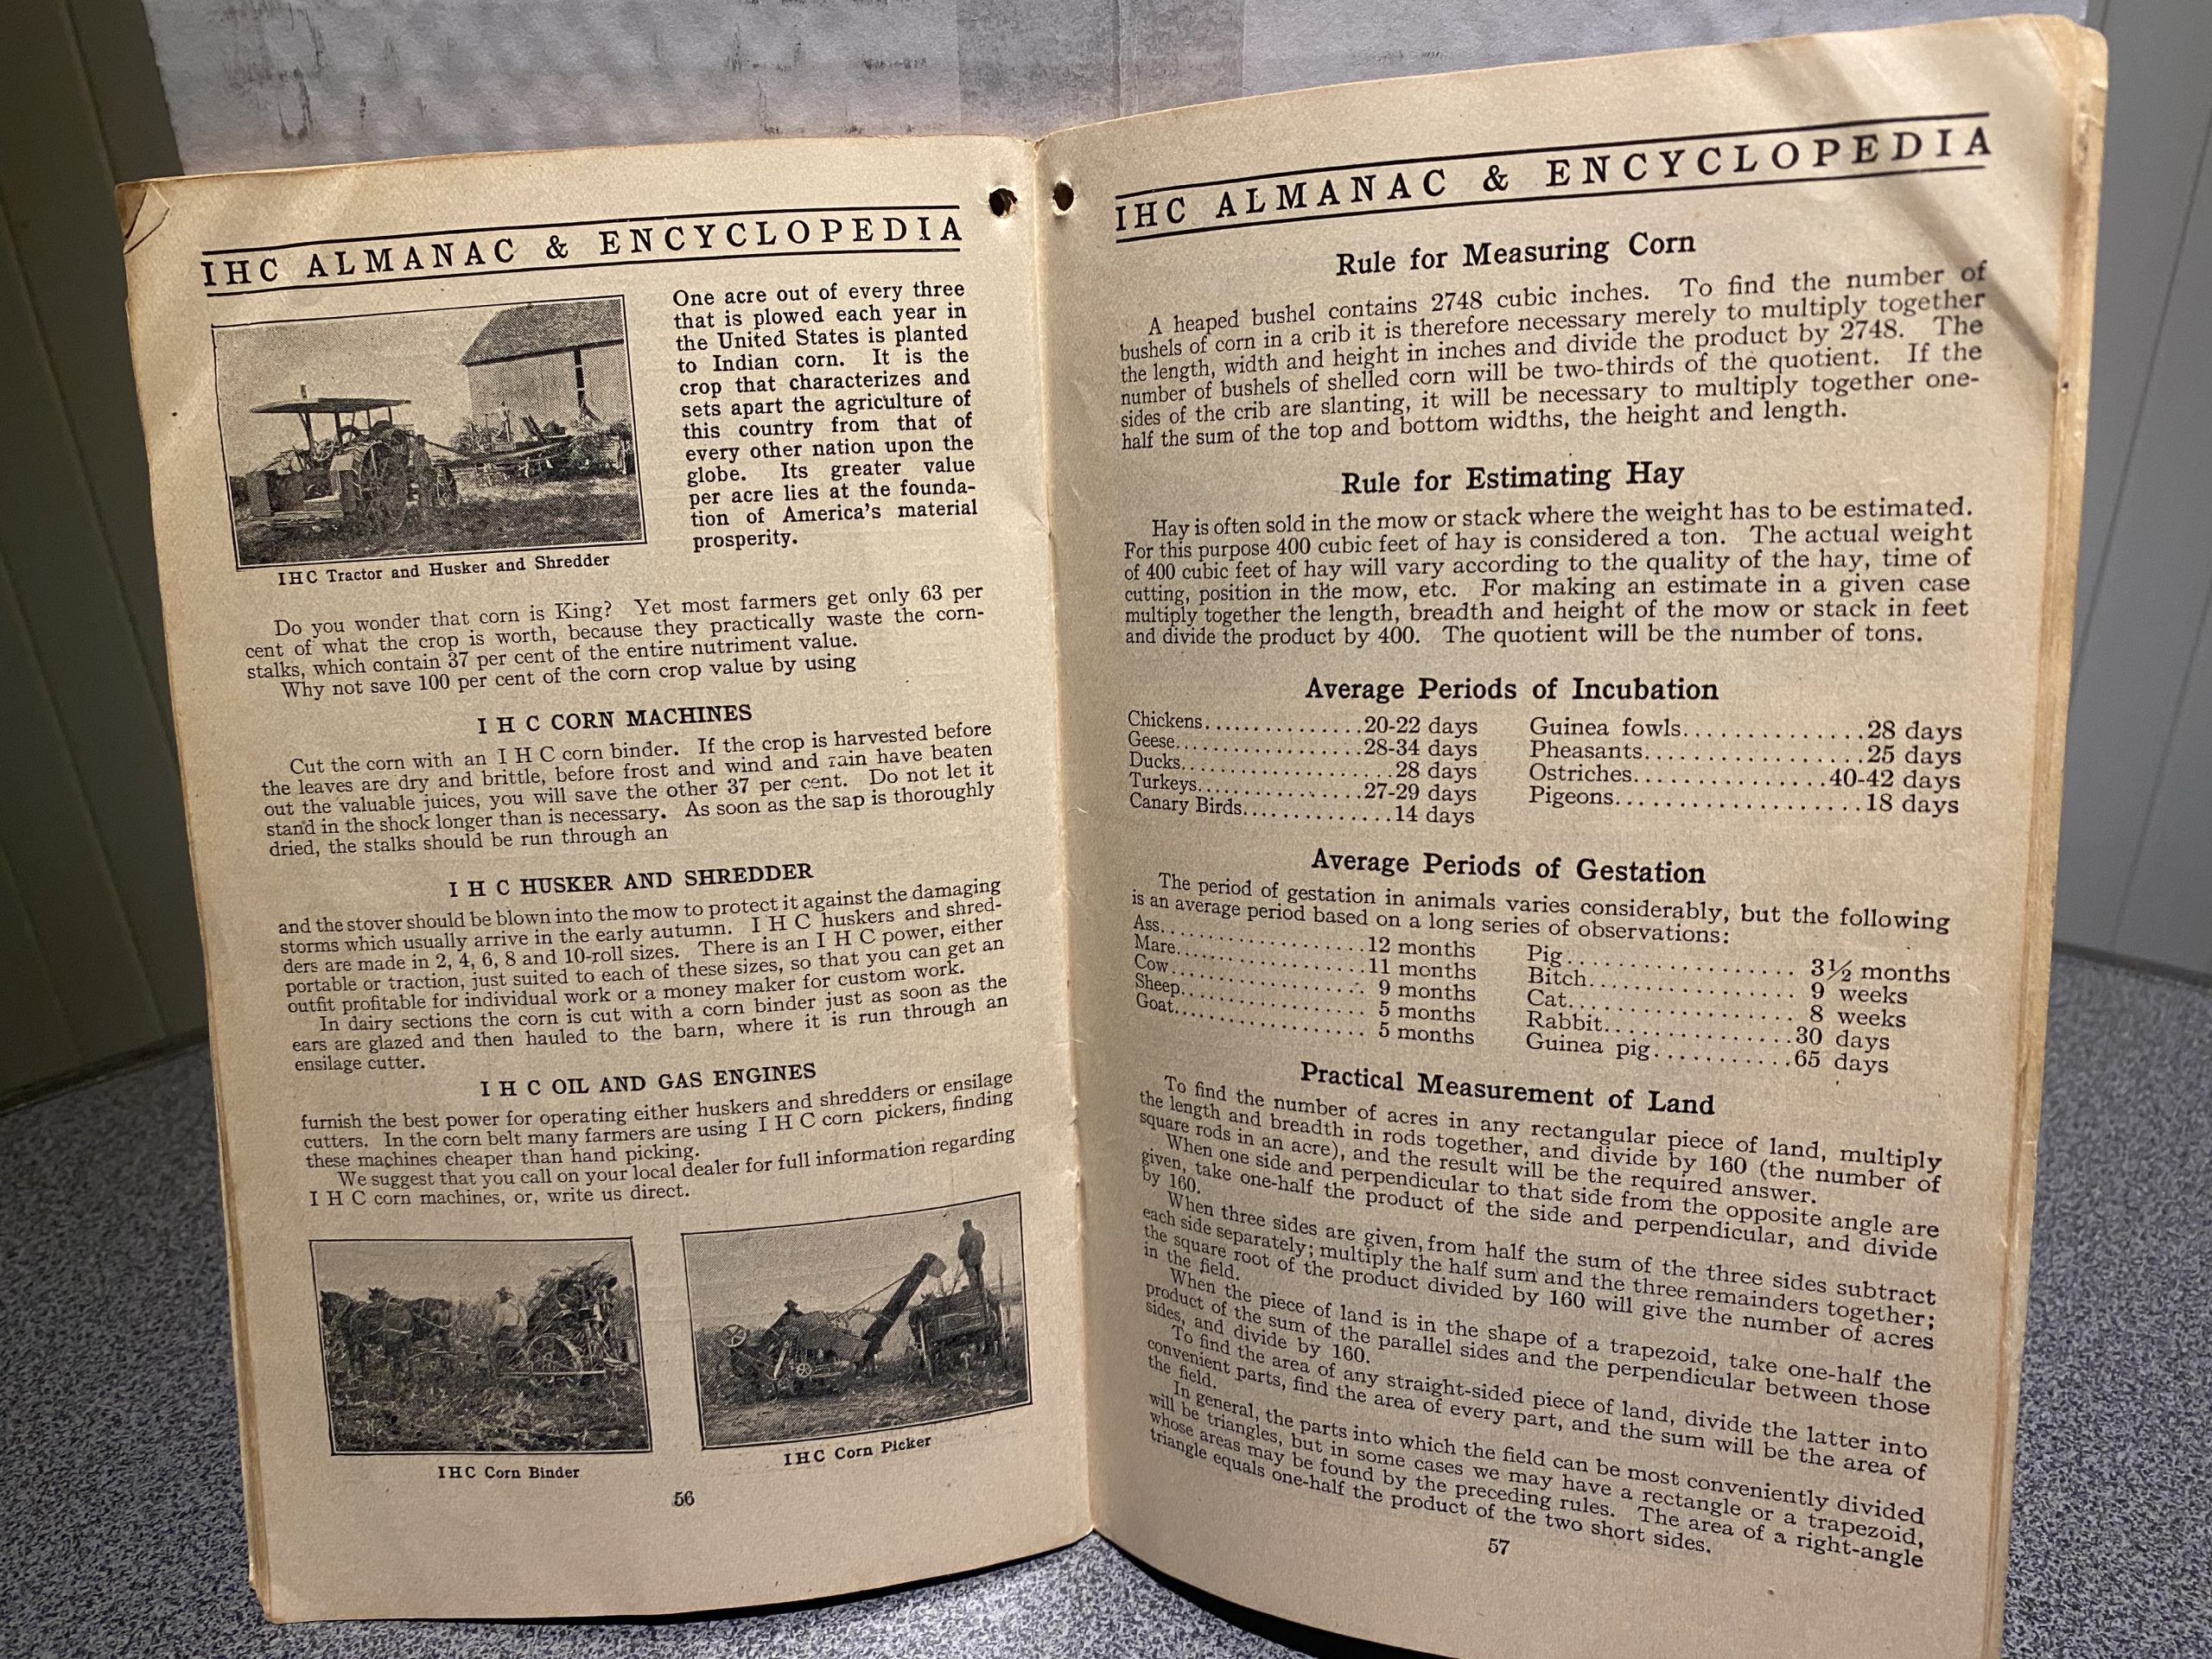 IHC ALMANAC & ENCYCLOPEDIA
One acre out of every three
that is plowed each year in
the United States is planted
to Indian corn. It is the
crop that characterizes and
sets apart the agriculture of
this country from that of
every other nation upon the
globe. Its greater value
per acre lies at the founda-
tion of America's material
prosperity.
IHC Tractor and Husker and Shredder
Do you wonder that corn is King? Yet most farmers get only 63 per
cent of what the crop is worth, because they practically waste the corn-
stalks, which contain 37 per cent of the entire nutriment value.
Why not save 100 per cent of the corn crop value by using
I H C CORN MACHINES
Cut the corn with an I H C corn binder. If the crop is harvested before
the leaves are dry and brittle, before frost and wind and rain have beaten
out the valuable juices, you will save the other 37 per cent. Do not let it
stand in the shock longer than is necessary. As soon as the sap is thoroughly
dried, the stalks should be run through an
I H C HUSKER AND SHREDDER
and the stover should be blown into the mow to protect it against the damaging
storms which usually arrive in the early autumn. I H C huskers and shred-
ders are made in 2, 4, 6, 8 and 10-roll sizes. There is an I H C power, either
portable or traction, just suited to each of these sizes, so that you can get an
outfit profitable for individual work or a money maker for custom work.
In dairy sections the corn is cut with a corn binder just as soon as the
ears are glazed and then hauled to the barn, where it is run through an
ensilage cutter.
I H C OIL AND GAS ENGINES
furnish the best power for operating either huskers and shredders or ensilage
cutters. In the corn belt many farmers are using I H C corn pickers, finding
these machines cheaper than hand picking.
We suggest that you call on your local dealer for full information regarding
I H C corn machines, or, write us direct.
IHC Corn Binder
IHC Corn Picker
56
IHC ALMANAC & ENCYCLOPEDIA
Rule for Measuring Corn
A heaped bushel contains 2748 cubic inches. To find the number of
bushels of corn in a crib it is therefore necessary merely to multiply together
the length, width and height in inches and divide the product by 2748. The
number of bushels of shelled corn will be two-thirds of the quotient. If the
sides of the crib are slanting, it will be necessary to multiply together one-
half the sum of the top and bottom widths, the height and length.
Rule for Estimating Hay
Hay is often sold in the mow or stack where the weight has to be estimated.
For this purpose 400 cubic feet of hay is considered a ton. The actual weight
of 400 cubic feet of hay will vary according to the quality of the hay, time of
cutting, position in the mow, etc. For making an estimate in a given case
multiply together the length, breadth and height of the mow or stack in feet
and divide the product by 400. The quotient will be the number of tons.
Average Periods of Incubation
Chickens..............20-22 days
Geese.................28-34 days
Ducks....................28 days
Turkeys...............27-29 days
Canary Birds.............14 days
Guinea fowls.............28 days
Pheasants................25 days
Ostriches.............40-42 days
Pigeons..................18 days
Average Periods of Gestation
The period of gestation in animals varies considerably, but the following
is an average period based on a long series of observations:
Ass...................12 months
Mare..................11 months
Cow................... 9 months
Sheep................. 5 months
Goat.................. 5 months
Pig................... 3½ months
Bitch................. 9 weeks
Cat................... 8 weeks
Rabbit................30 days
Guinea pig............65 days
Practical Measurement of Land
To find the number of acres in any rectangular piece of land, multiply
the length and breadth in rods together, and divide by 160 (the number of
square rods in an acre), and the result will be the required answer.
When one side and perpendicular to that side from the opposite angle are
given, take one-half the product of the side and perpendicular, and divide
by 160.
When three sides are given, from half the sum of the three sides subtract
each side separately; multiply the half sum and the three remainders together;
the square root of the product divided by 160 will give the number of acres
in the field.
When the piece of land is in the shape of a trapezoid, take one-half the
product of the sum of the parallel sides and the perpendicular between those
sides, and divide by 160.
To find the area of any straight-sided piece of land, divide the latter into
convenient parts, find the area of every part, and the sum will be the area of
the field.
In general, the parts into which the field can be most conveniently divided
will be triangles, but in some cases we may have a rectangle or a trapezoid,
whose areas may be found by the preceding rules. The area of a right-angle
triangle equals one-half the product of the two short sides.
57